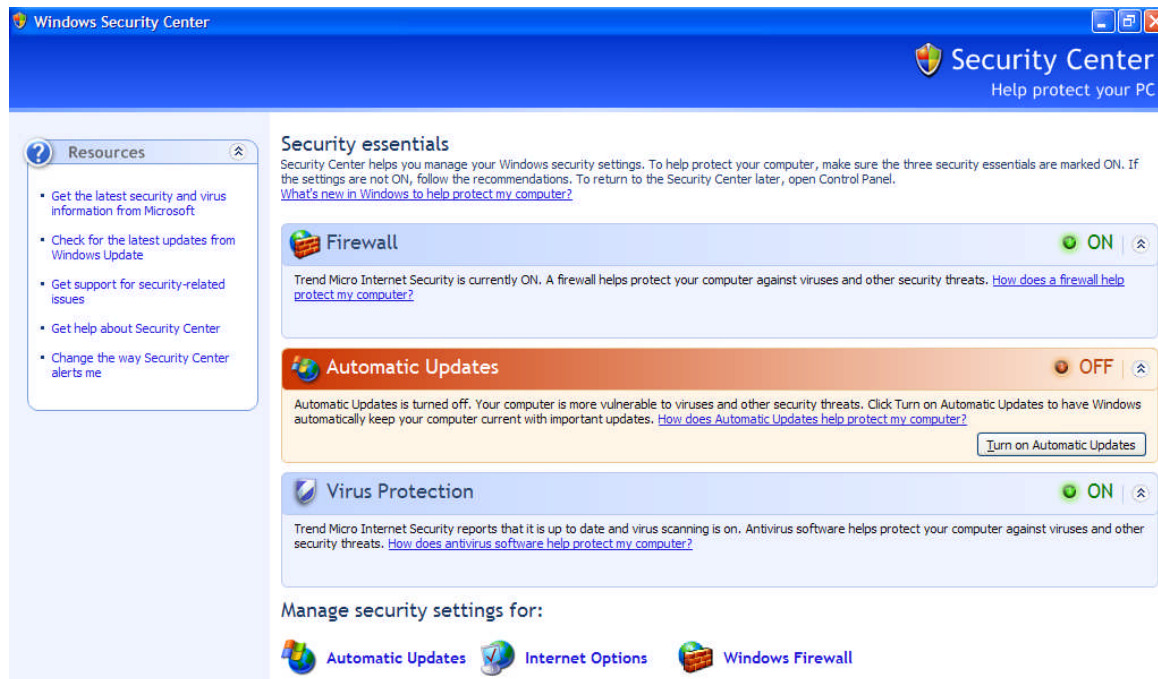 Windows Security Center
Security Center
Help protect your PC
Resources
Get the latest security and virus
information from Microsoft
Check for the latest updates from
Windows Update
Get support for security-related
issues
Get help about Security Center
Change the way Security Center
alerts me
Security essentials
Security Center helps you manage your Windows security settings. To help protect your computer, make sure the three security essentials are marked ON. If
the settings are not ON, follow the recommendations. To return to the Security Center later, open Control Panel.
What's new in Windows to help protect my computer?
Firewall ON
Trend Micro Internet Security is currently ON. A firewall helps protect your computer against viruses and other security threats. How does a firewall help
protect my computer?
Automatic Updates OFF
Automatic Updates is turned off. Your computer is more vulnerable to viruses and other security threats. Click Turn on Automatic Updates to have Windows
automatically keep your computer current with important updates. How does Automatic Updates help protect my computer?
Turn on Automatic Updates
Virus Protection ON
Trend Micro Internet Security reports that it is up to date and virus scanning is on. Antivirus software helps protect your computer against viruses and other
security threats. How does antivirus software help protect my computer?
Manage security settings for:
Automatic Updates Internet Options Windows Firewall